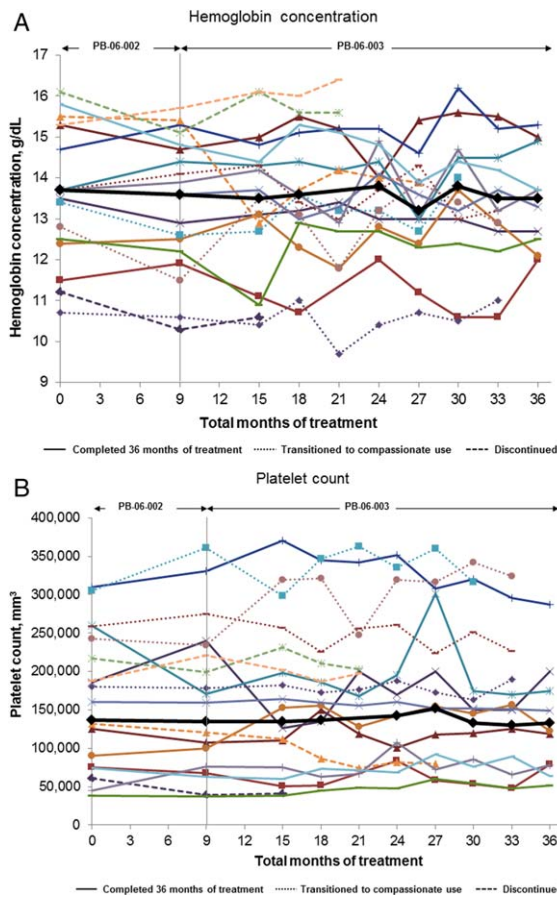 A
Hemoglobin concentration
PB-06-002
PB-06-003
Hemoglobin concentration, g/dL
17
16
15
14
13
12
11
10
9
0 3 6 9 12 15 18 21 24 27 30 33 36
Total months of treatment
Completed 36 months of treatment Transitioned to compassionate use Discontinued
B
Platelet count
PB-06-002
PB-06-003
Platelet count, mm³
400,000
350,000
300,000
250,000
200,000
150,000
100,000
50,000
0
0 3 6 9 12 15 18 21 24 27 30 33 36
Total months of treatment
Completed 36 months of treatment Transitioned to compassionate use Discontinued